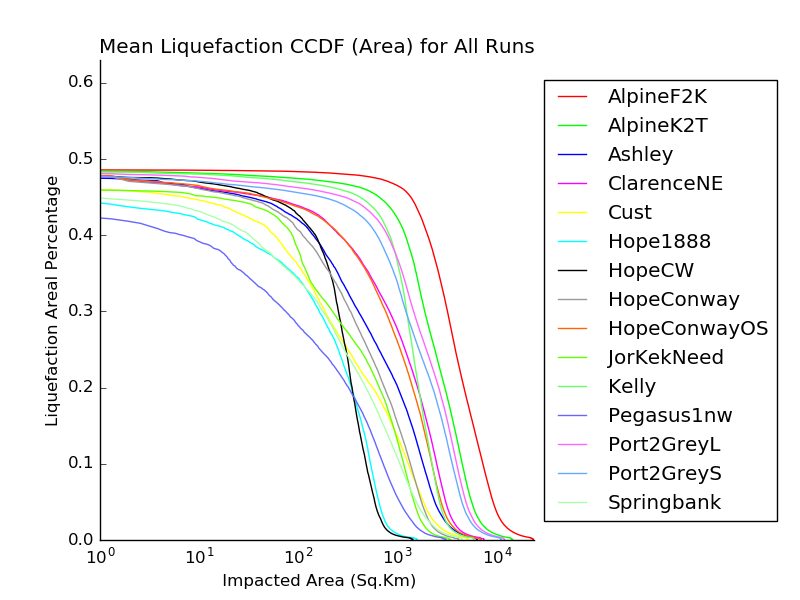 Mean Liquefaction CCDF (Area) for All Runs
Liquefaction Areal Percentage
0.6
0.5
0.4
0.3
0.2
0.1
0.0
10⁰ 10¹ 10² 10³ 10⁴
Impacted Area (Sq.Km)
AlpineF2K
AlpineK2T
Ashley
ClarenceNE
Cust
Hope1888
HopeCW
HopeConway
HopeConwayOS
JorKekNeed
Kelly
Pegasus1nw
Port2GreyL
Port2GreyS
Springbank